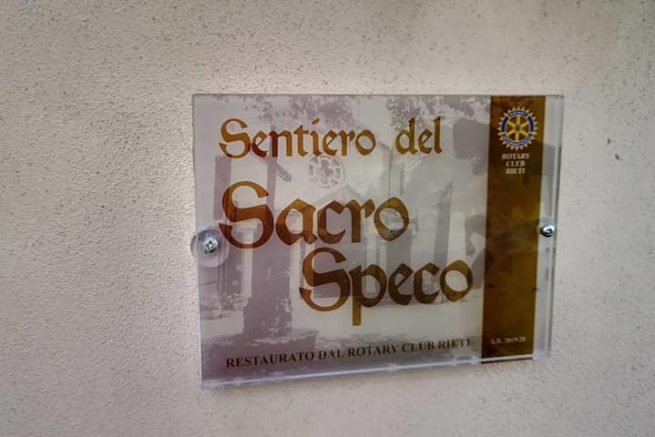 Sentiero del
Sacro
Speco
RESTAURATO DAL ROTARY CLUB RIETI
ROTARY
CLUB
RIETI
A.R. 2019/20